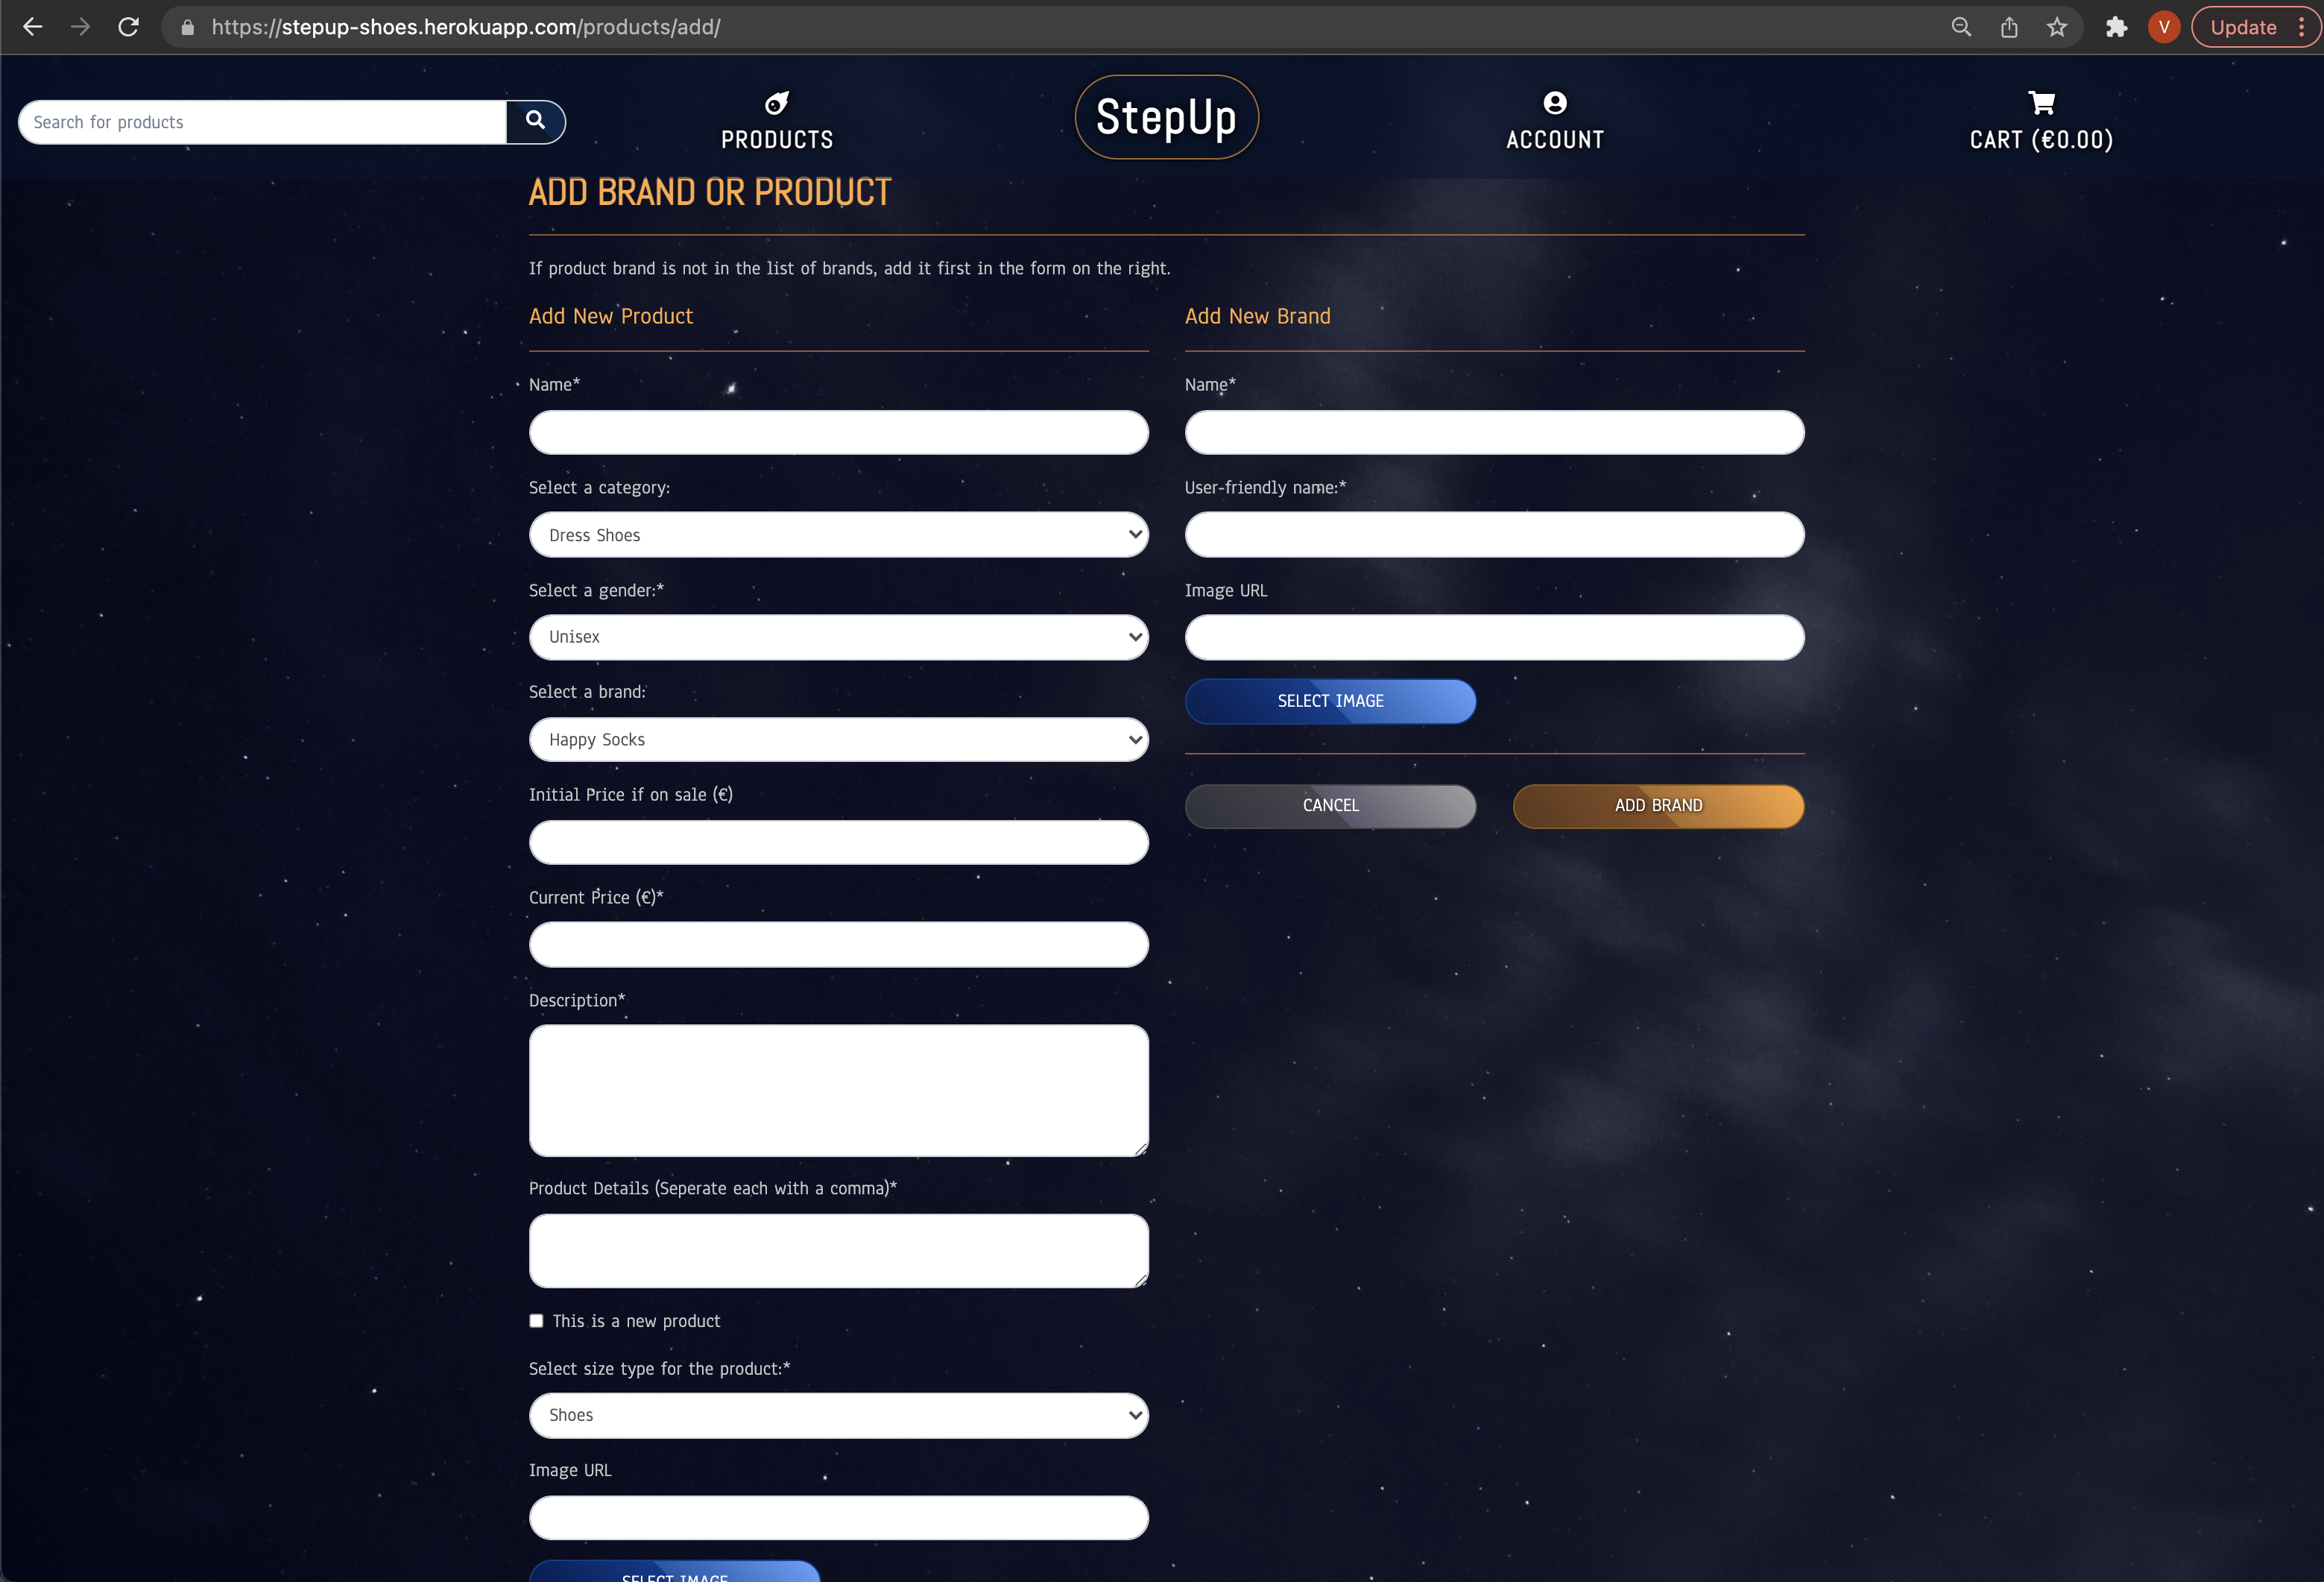 https://stepup-shoes.herokuapp.com/products/add/
V
Update
Search for products
PRODUCTS
StepUp
ACCOUNT
CART (€0.00)
ADD BRAND OR PRODUCT
If product brand is not in the list of brands, add it first in the form on the right.
Add New Product
Name*
Select a category:
Dress Shoes
Select a gender:*
Unisex
Select a brand:
Happy Socks
Initial Price if on sale (€)
Current Price (€)*
Description*
Product Details (Seperate each with a comma)*
This is a new product
Select size type for the product:*
Shoes
Image URL
SELECT IMAGE
Add New Brand
Name*
User-friendly name:*
Image URL
SELECT IMAGE
CANCEL
ADD BRAND